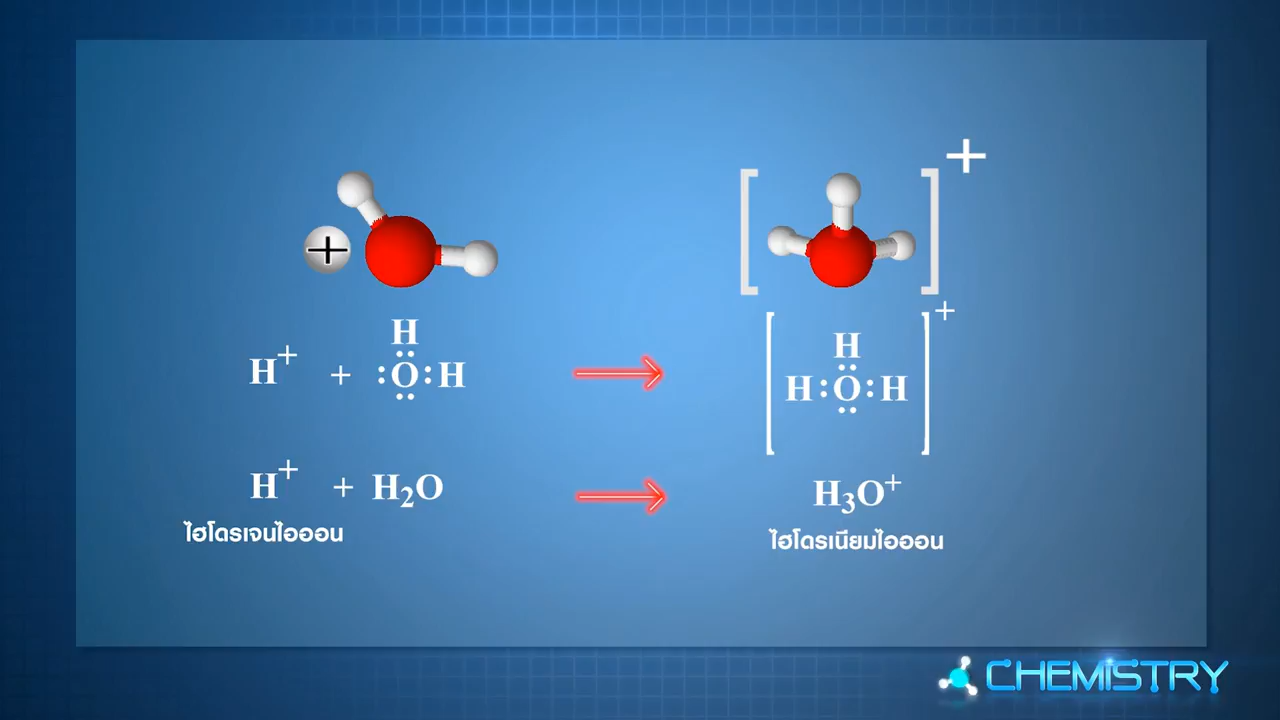 +
H⁺ + H:Ö:H → [H:Ö:H]⁺
H
H
H⁺ + H₂O → H₃O⁺
ไฮโดรเจนไอออน
ไฮโดรเนียมไอออน
CHEMISTRY